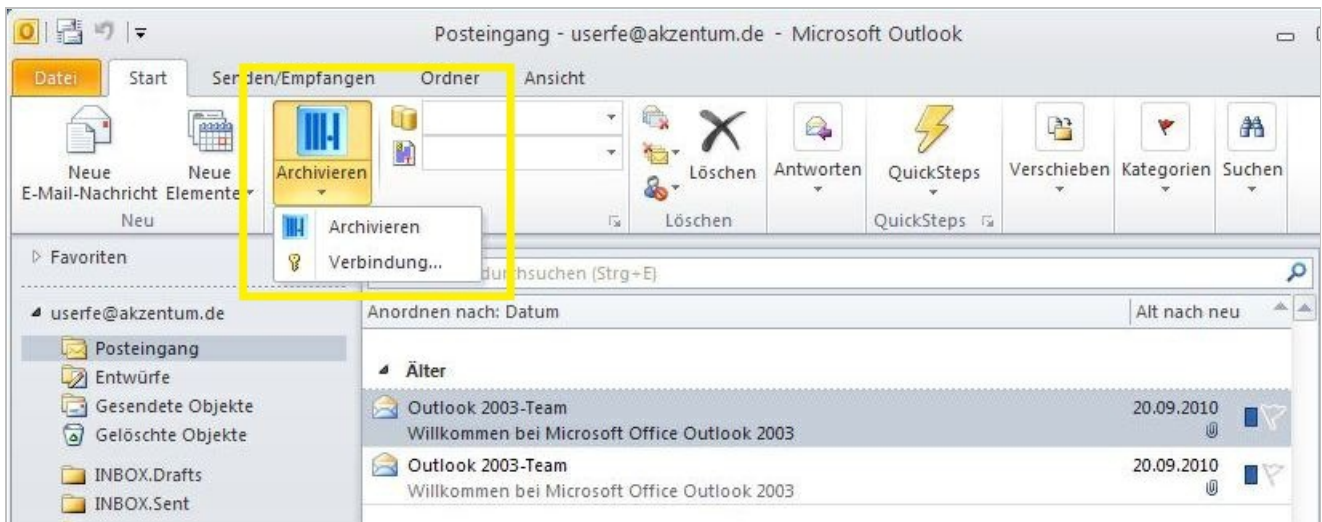 Posteingang - userfe@akzentum.de - Microsoft Outlook
Datei Start Senden/Empfangen Ordner Ansicht
Neue
E-Mail-Nachricht
Neue
Elemente
Archivieren
Löschen
Antworten
QuickSteps
Verschieben
Kategorien
Suchen
Neu
Löschen
QuickSteps
Archivieren
Verbindung...
durchsuchen (Strg+E)
Favoriten
userfe@akzentum.de
Posteingang
Entwürfe
Gesendete Objekte
Gelöschte Objekte
INBOX.Drafts
INBOX.Sent
Anordnen nach: Datum Alt nach neu
Älter
Outlook 2003-Team 20.09.2010
Willkommen bei Microsoft Office Outlook 2003
Outlook 2003-Team 20.09.2010
Willkommen bei Microsoft Office Outlook 2003